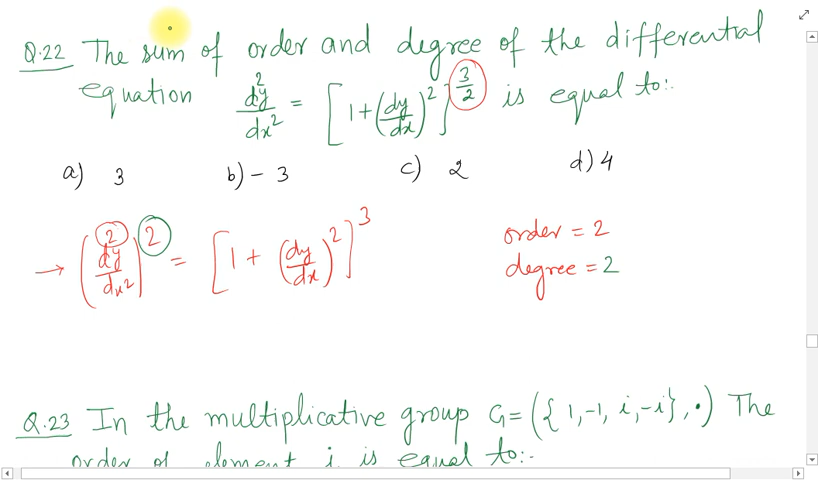 Q.22 The sum of order and degree of the differential
equation d²y/dx² = [1+(dy/dx)²]^(3/2) is equal to:-
a) 3 b) -3 c) 2 d) 4
→ (d²y/dx²)² = [1 + (dy/dx)²]³
order = 2
degree = 2
Q.23 In the multiplicative group G=({1,-1, i,-i}, •) The
order of element i is equal to:-